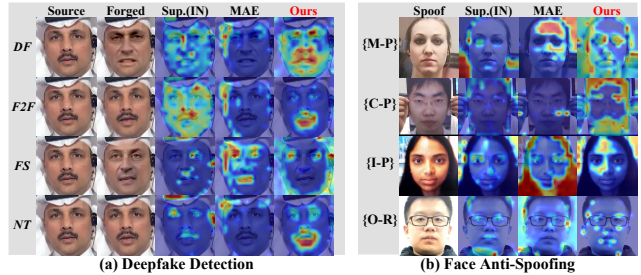 Source Forged Sup.(IN) MAE Ours
DF
F2F
FS
NT
(a) Deepfake Detection
Spoof Sup.(IN) MAE Ours
{M-P}
{C-P}
{I-P}
{O-R}
(b) Face Anti-Spoofing